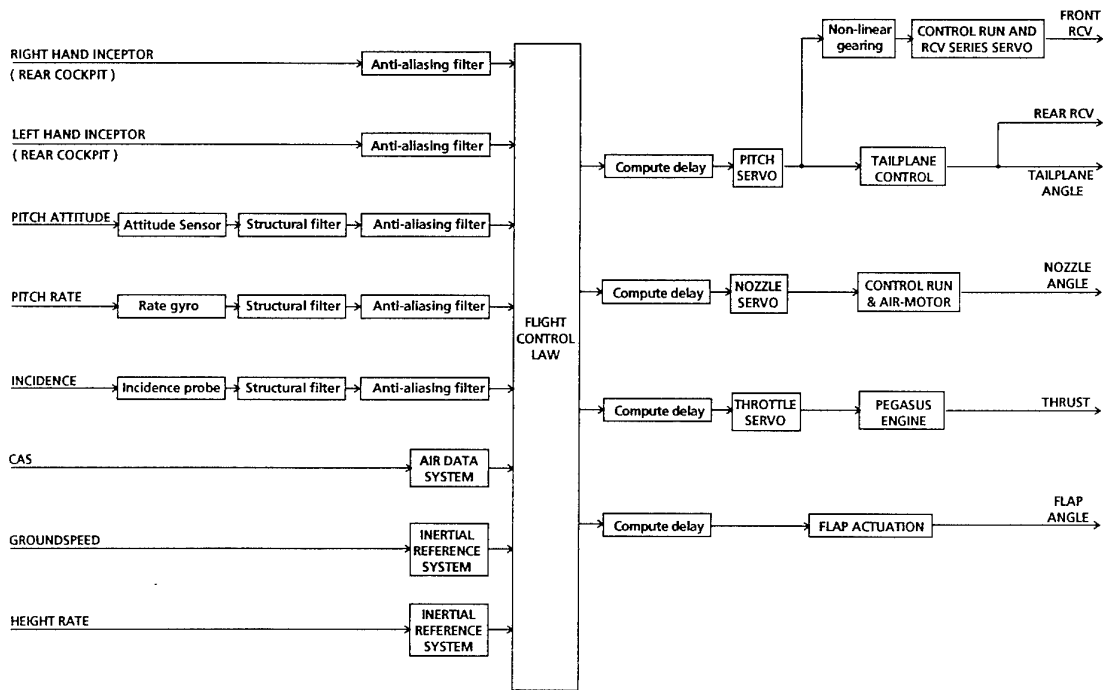 RIGHT HAND INCEPTOR
( REAR COCKPIT )
Anti-aliasing filter
LEFT HAND INCEPTOR
( REAR COCKPIT )
Anti-aliasing filter
PITCH ATTITUDE
Attitude Sensor
Structural filter
Anti-aliasing filter
PITCH RATE
Rate gyro
Structural filter
Anti-aliasing filter
INCIDENCE
Incidence probe
Structural filter
Anti-aliasing filter
CAS
AIR DATA
SYSTEM
GROUNDSPEED
INERTIAL
REFERENCE
SYSTEM
HEIGHT RATE
INERTIAL
REFERENCE
SYSTEM
FLIGHT
CONTROL
LAW
Non-linear
gearing
CONTROL RUN AND
RCV SERIES SERVO
FRONT
RCV
Compute delay
PITCH
SERVO
TAILPLANE
CONTROL
REAR RCV
TAILPLANE
ANGLE
Compute delay
NOZZLE
SERVO
CONTROL RUN
& AIR-MOTOR
NOZZLE
ANGLE
Compute delay
THROTTLE
SERVO
PEGASUS
ENGINE
THRUST
Compute delay
FLAP ACTUATION
FLAP
ANGLE